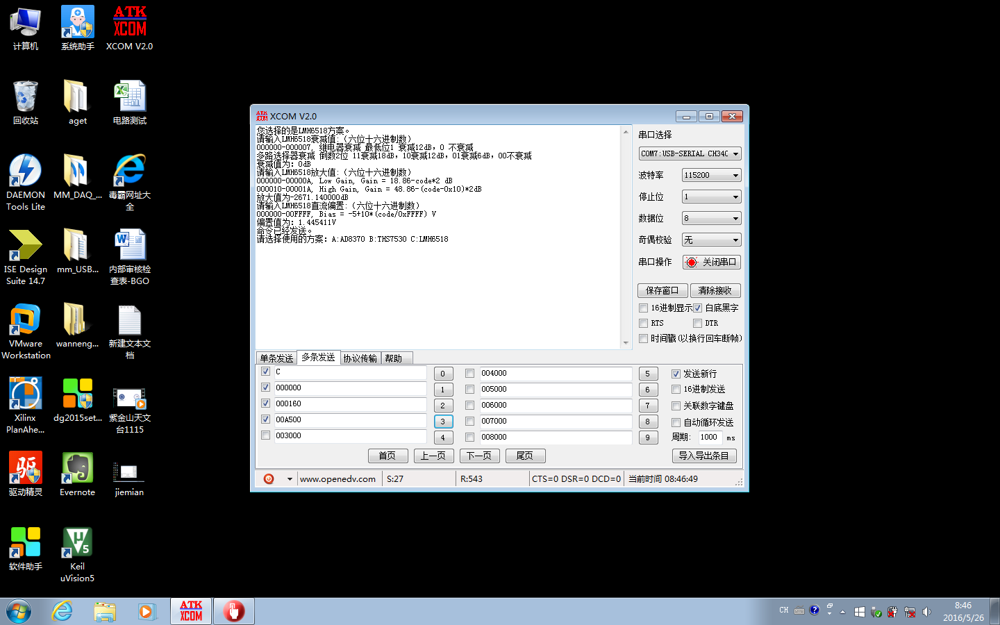 计算机
系统助手
ATK
XCOM
XCOM V2.0
回收站
aget
电路测试
DAEMON
Tools Lite
MM_DAQ_...
毒霸网址大
全
ISE Design
Suite 14.7
mm_USB...
内部审核检
查表-BGO
VMware
Workstation
wanneng...
新建文本文
档
Xilinx
PlanAhe...
dg2015set...
紫金山天文
台1115
驱
驱动精灵
Evernote
jiemian
软件助手
Keil
uVision5
ATK
XCOM
XCOM V2.0
您选择的是LMH6518方案。
请输入LMH6518衰减值:（六位十六进制数）
000000-000007, 继电器衰减 最低位1 衰减12dB，0 不衰减
多路选择器衰减 倒数2位 11衰减18dB，10衰减12dB，01衰减6dB，00不衰减
衰减值为：0dB
请输入LMH6518放大值:（六位十六进制数）
000000-00000A, Low Gain, Gain = 18.86-code*2 dB
000010-00001A, High Gain, Gain = 48.86-(code-0x10)*2dB
放大值为-2671.140000dB
请输入LMH6518直流偏置:（六位十六进制数）
000000-00FFFF, Bias = -5+10*(code/0xFFFF) V
偏置值为：1.445411V
命令已经发送。
请选择使用的方案：A:AD8370 B:THS7530 C:LMH6518
串口选择
COM7:USB-SERIAL CH340
波特率 115200
停止位 1
数据位 8
奇偶校验 无
串口操作 关闭串口
保存窗口 清除接收
16进制显示 白底黑字
RTS DTR
时间戳(以换行回车断帧)
单条发送 多条发送 协议传输 帮助
C 0 004000 5 发送新行
000000 1 005000 6 16进制发送
000160 2 006000 7 关联数字键盘
00A500 3 007000 8 自动循环发送
003000 4 008000 9 周期: 1000 ms
首页 上一页 下一页 尾页 导入导出条目
www.openedv.com S:27 R:543 CTS=0 DSR=0 DCD=0 当前时间 08:46:49
ATK
XCOM
CH
8:46
2016/5/26